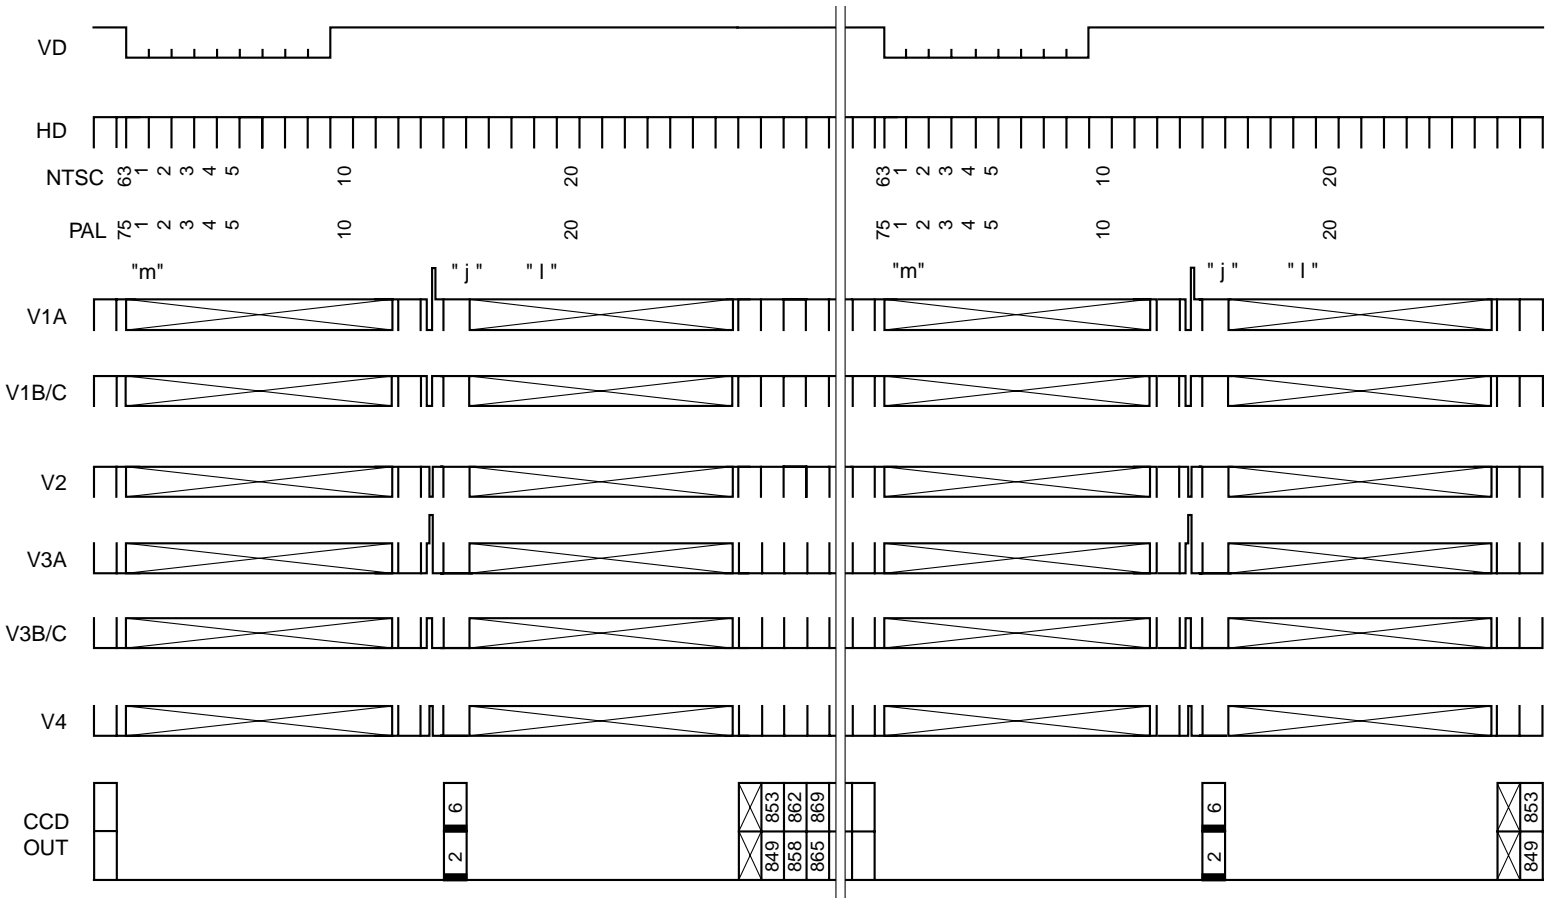 VD
HD
NTSC 63 1 2 3 4 5 10 20 63 1 2 3 4 5 10 20
PAL 75 1 2 3 4 5 10 20 75 1 2 3 4 5 10 20
"m" " j " " l " "m" " j " " l "
V1A
V1B/C
V2
V3A
V3B/C
V4
CCD OUT
6 853 862 869 6 853
2 849 858 865 2 849